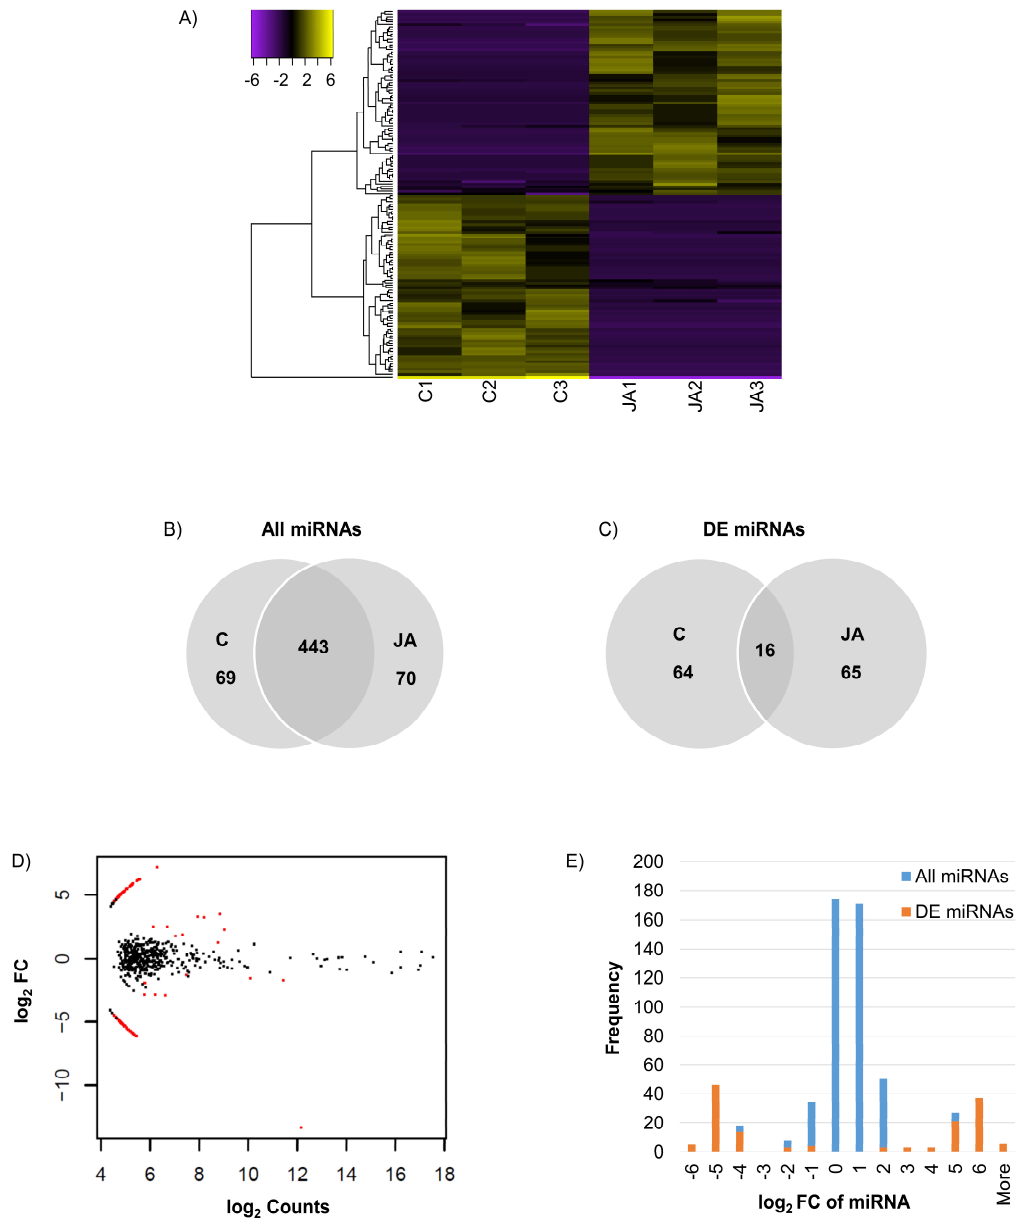 A)
-6 -2 2 6
C1 C2 C3 JA1 JA2 JA3
B) All miRNAs
C 443 JA
69 70
C) DE miRNAs
C 16 JA
64 65
D)
log2 FC
5
0
−5
−10
4 6 8 10 12 14 16 18
log2 Counts
E)
All miRNAs
DE miRNAs
Frequency
200
180
160
140
120
100
80
60
40
20
0
-6 -5 -4 -3 -2 -1 0 1 2 3 4 5 6 More
log2 FC of miRNA